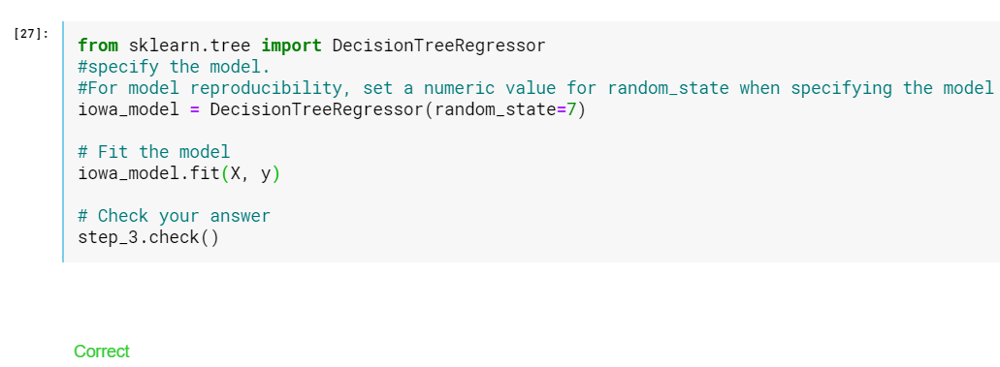 [27]:
from sklearn.tree import DecisionTreeRegressor
#specify the model.
#For model reproducibility, set a numeric value for random_state when specifying the model
iowa_model = DecisionTreeRegressor(random_state=7)
# Fit the model
iowa_model.fit(X, y)
# Check your answer
step_3.check()
Correct